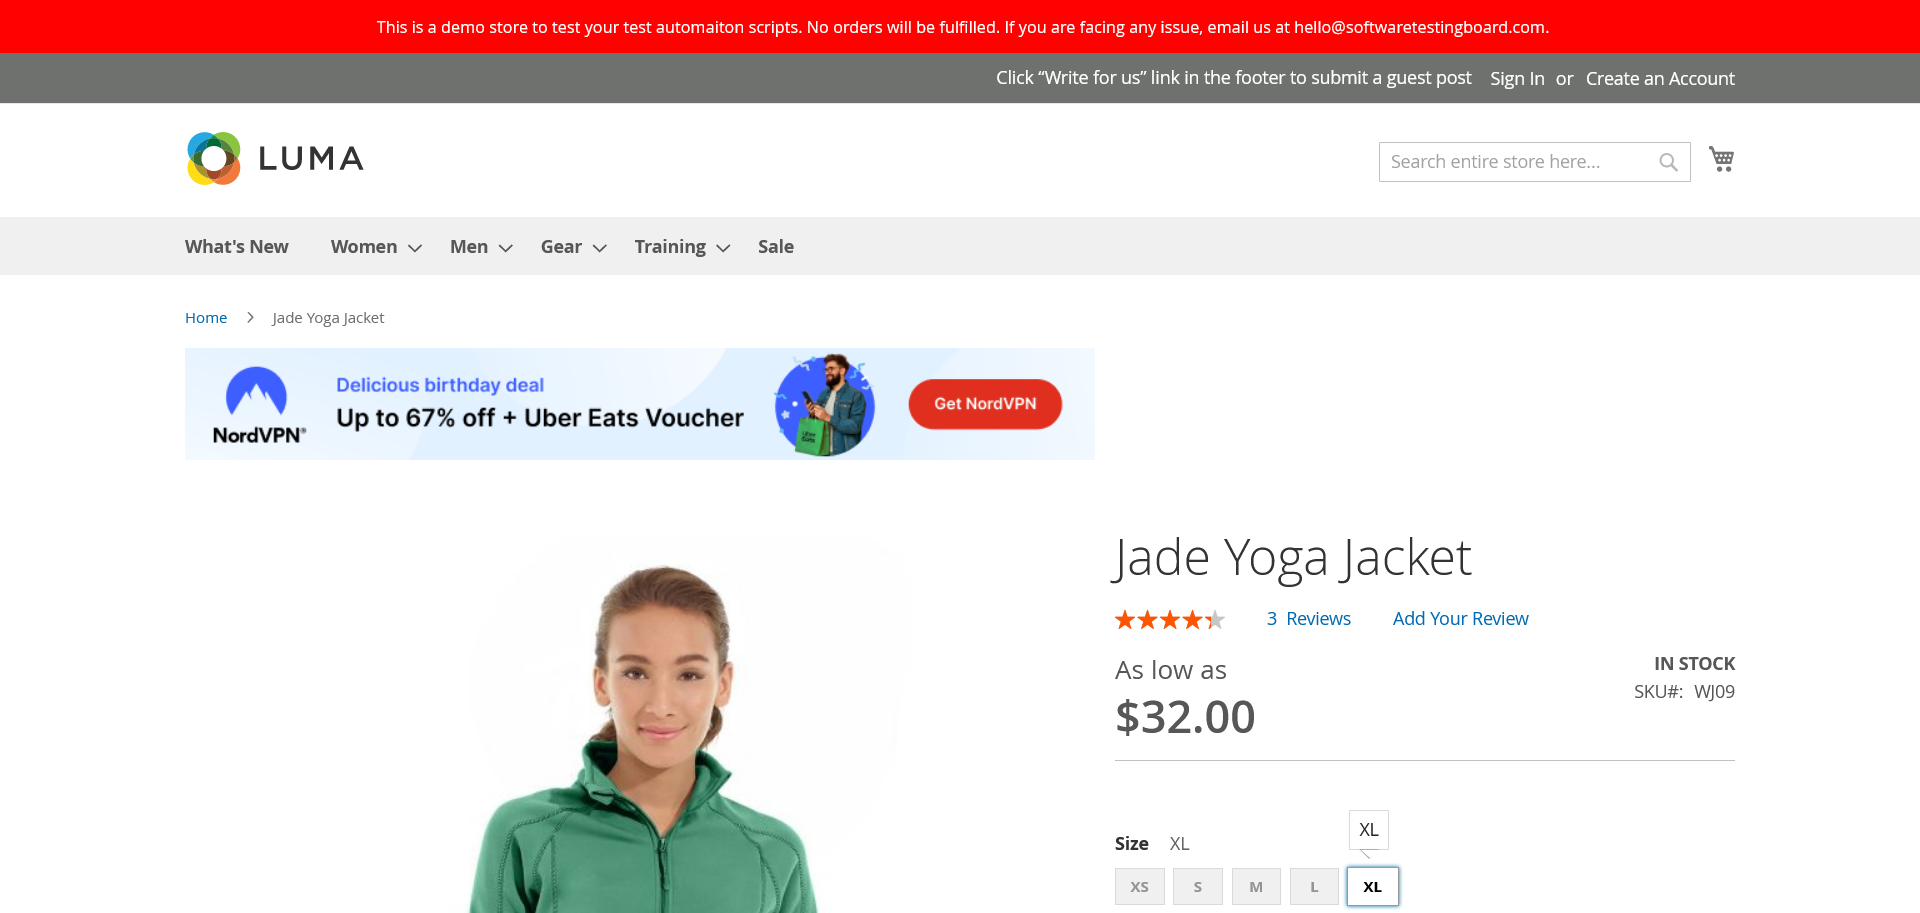 This is a demo store to test your test automaiton scripts. No orders will be fulfilled. If you are facing any issue, email us at hello@softwaretestingboard.com.
Click “Write for us” link in the footer to submit a guest post Sign In or Create an Account
LUMA
Search entire store here...
What's New Women Men Gear Training Sale
Home Jade Yoga Jacket
NordVPN®
Delicious birthday deal
Up to 67% off + Uber Eats Voucher
Uber Eats
Get NordVPN
Jade Yoga Jacket
3 Reviews Add Your Review
As low as
$32.00
IN STOCK
SKU#: WJ09
XL
Size XL
XS S M L XL